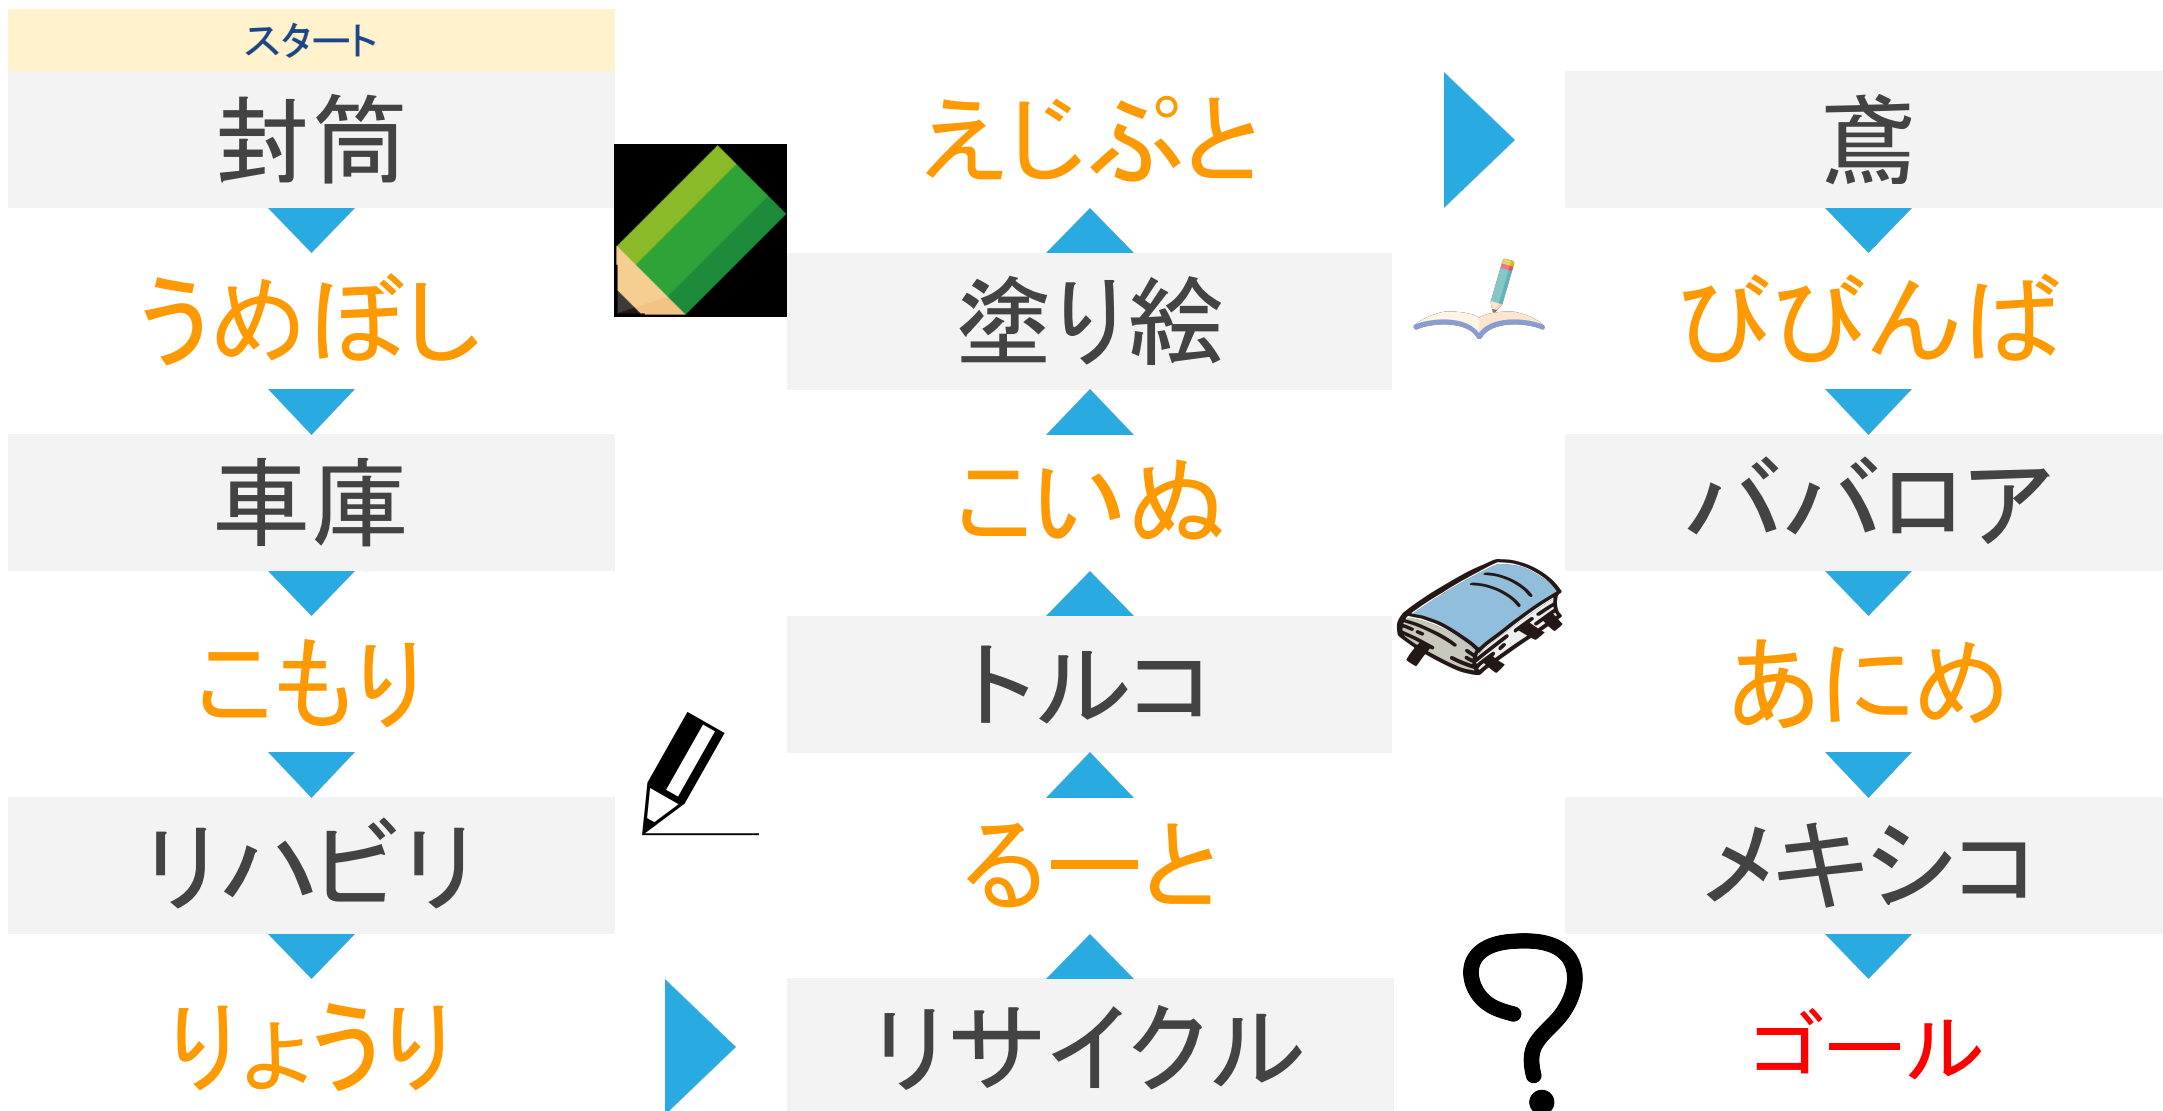 スタート
封筒
うめぼし
車庫
こもり
リハビリ
りょうり
リサイクル
るーと
トルコ
こいぬ
塗り絵
えじぷと
鳶
びびんば
ババロア
あにめ
メキシコ
ゴール